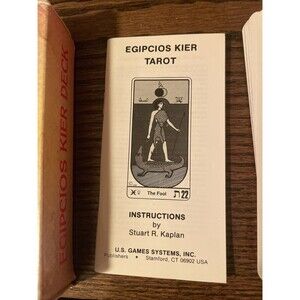 EGIPCIOS KIER DECK
EGIPCIOS KIER
TAROT
The Fool
ת 22
INSTRUCTIONS
by
Stuart R. Kaplan
U.S. GAMES SYSTEMS, INC.
Publishers • Stamford, CT 06902 USA